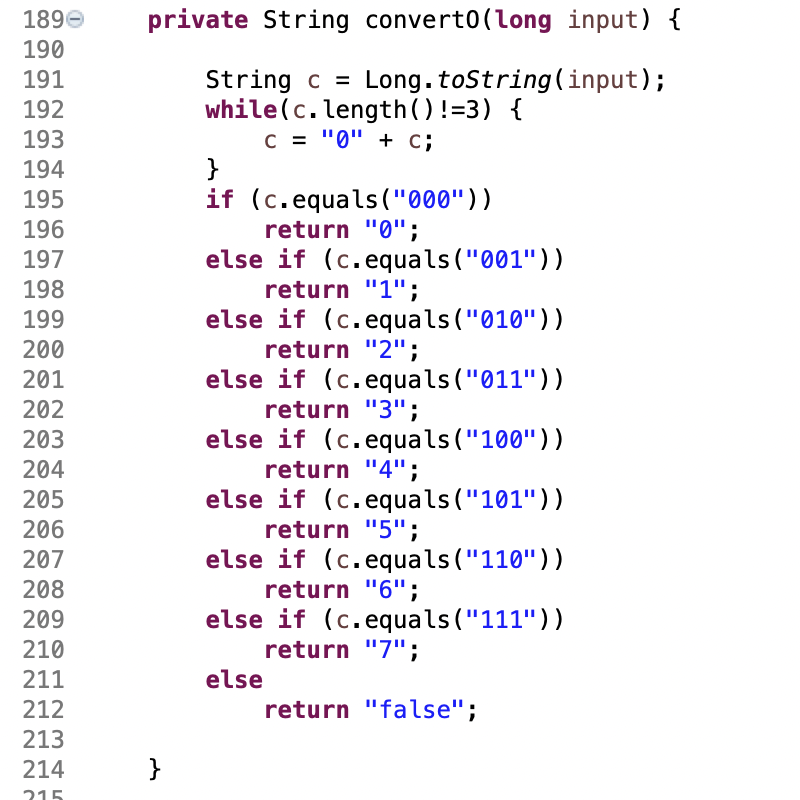 189 private String convertO(long input) {
190
191 String c = Long.toString(input);
192 while(c.length()!=3) {
193 c = "0" + c;
194 }
195 if (c.equals("000"))
196 return "0";
197 else if (c.equals("001"))
198 return "1";
199 else if (c.equals("010"))
200 return "2";
201 else if (c.equals("011"))
202 return "3";
203 else if (c.equals("100"))
204 return "4";
205 else if (c.equals("101"))
206 return "5";
207 else if (c.equals("110"))
208 return "6";
209 else if (c.equals("111"))
210 return "7";
211 else
212 return "false";
213
214 }
215